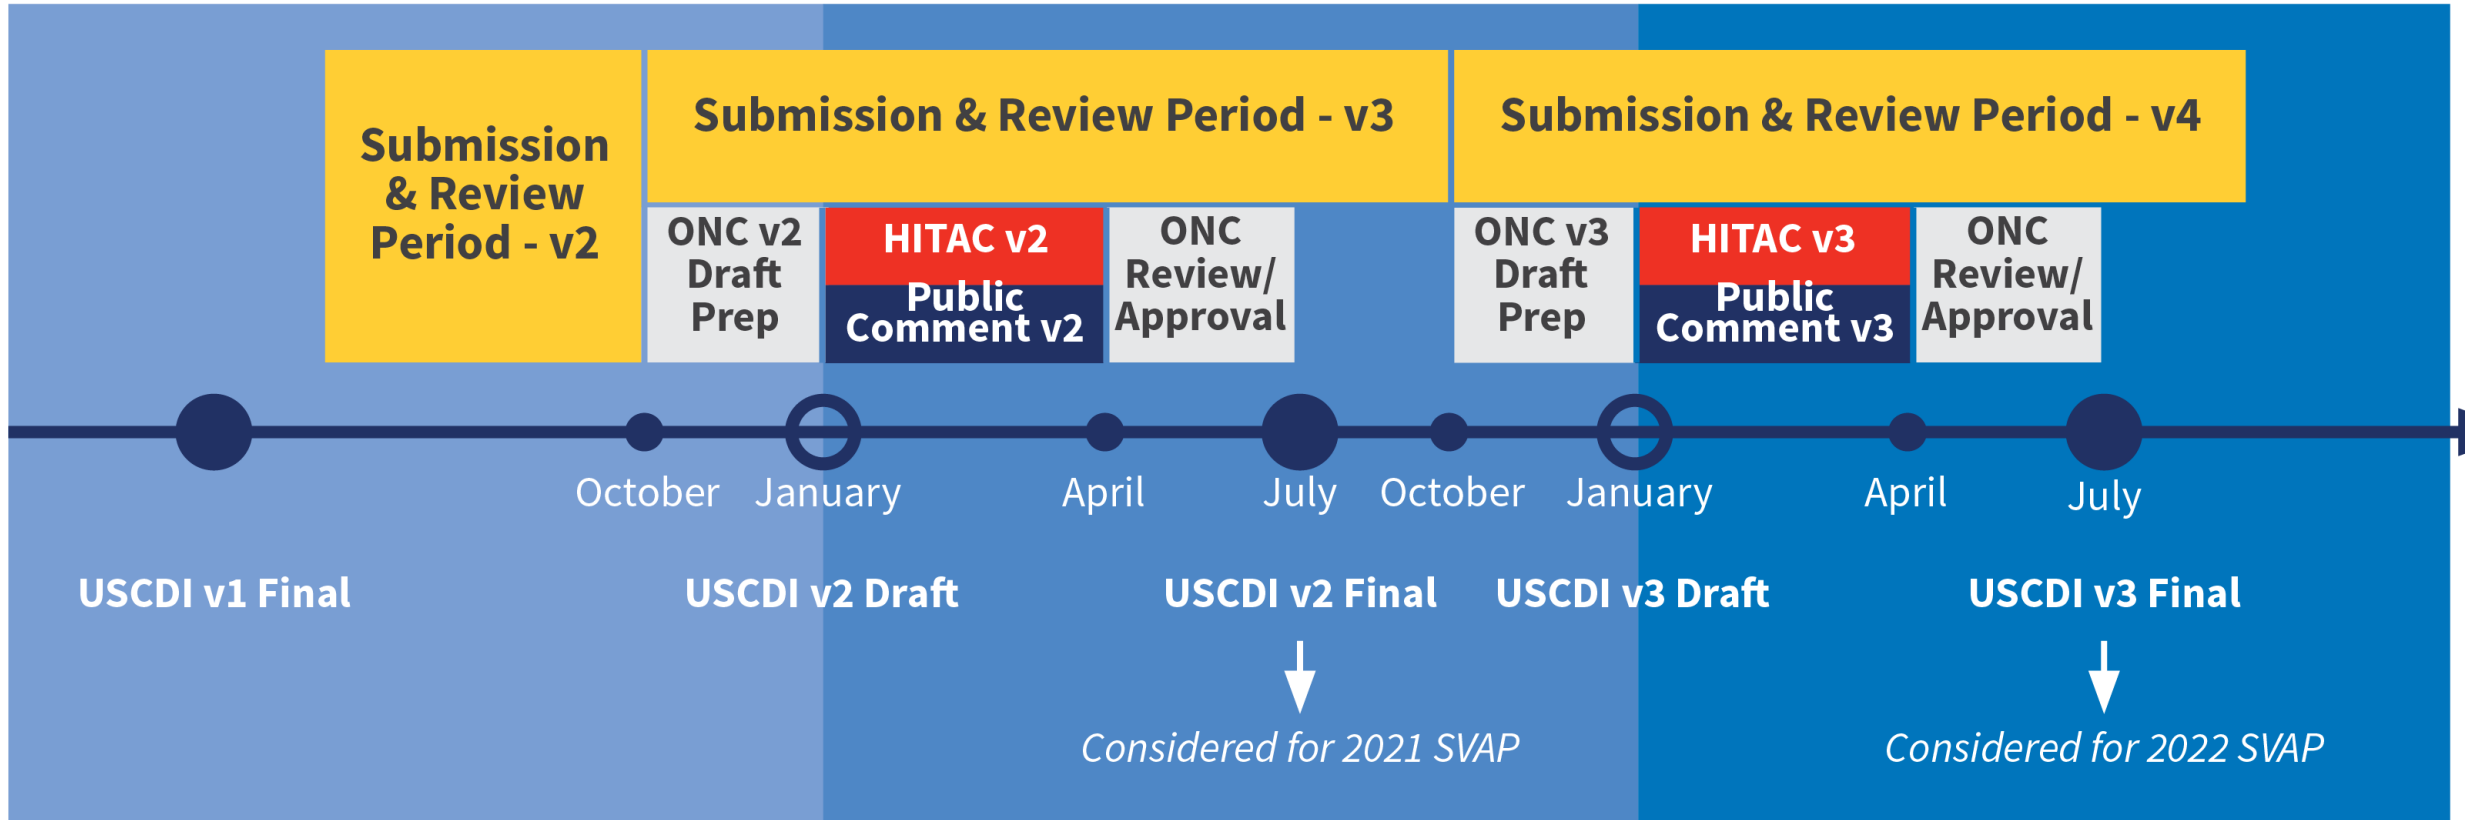 Submission
& Review
Period - v2
Submission & Review Period - v3
Submission & Review Period - v4
ONC v2
Draft
Prep
HITAC v2
Public
Comment v2
ONC
Review/
Approval
ONC v3
Draft
Prep
HITAC v3
Public
Comment v3
ONC
Review/
Approval
October
January
April
July
October
January
April
July
USCDI v1 Final
USCDI v2 Draft
USCDI v2 Final
USCDI v3 Draft
USCDI v3 Final
Considered for 2021 SVAP
Considered for 2022 SVAP